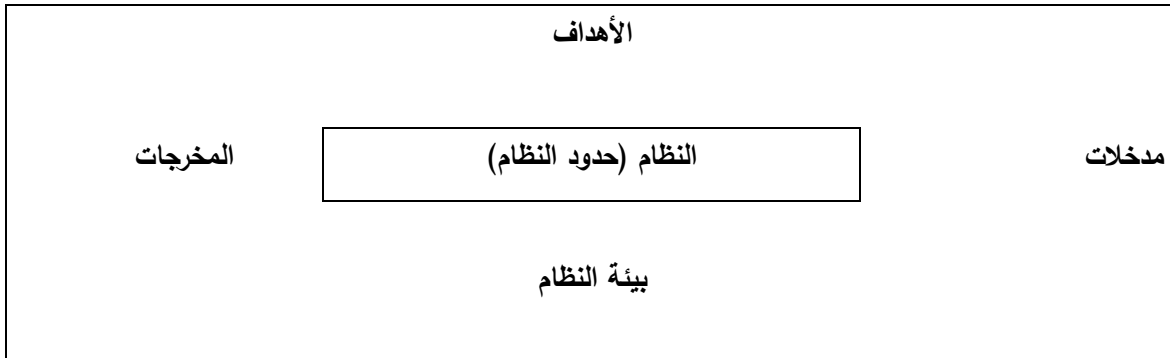 الأهداف
مدخلات
النظام (حدود النظام)
المخرجات
بيئة النظام